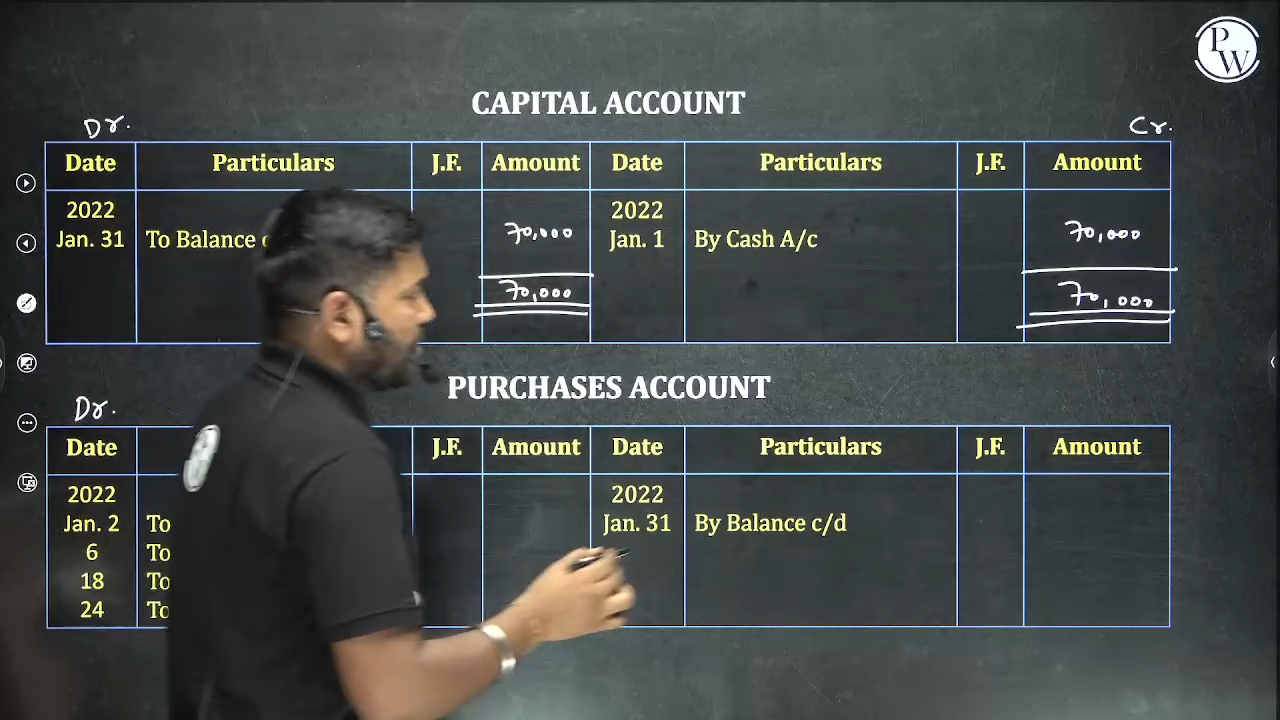 PW
CAPITAL ACCOUNT
Dr. Cr.
Date Particulars J.F. Amount Date Particulars J.F. Amount
2022 2022
Jan. 31 To Balance 70,000 Jan. 1 By Cash A/c 70,000
70,000 70,000
PURCHASES ACCOUNT
Dr.
Date J.F. Amount Date Particulars J.F. Amount
2022 2022
Jan. 2 To Jan. 31 By Balance c/d
6 To
18 To
24 To